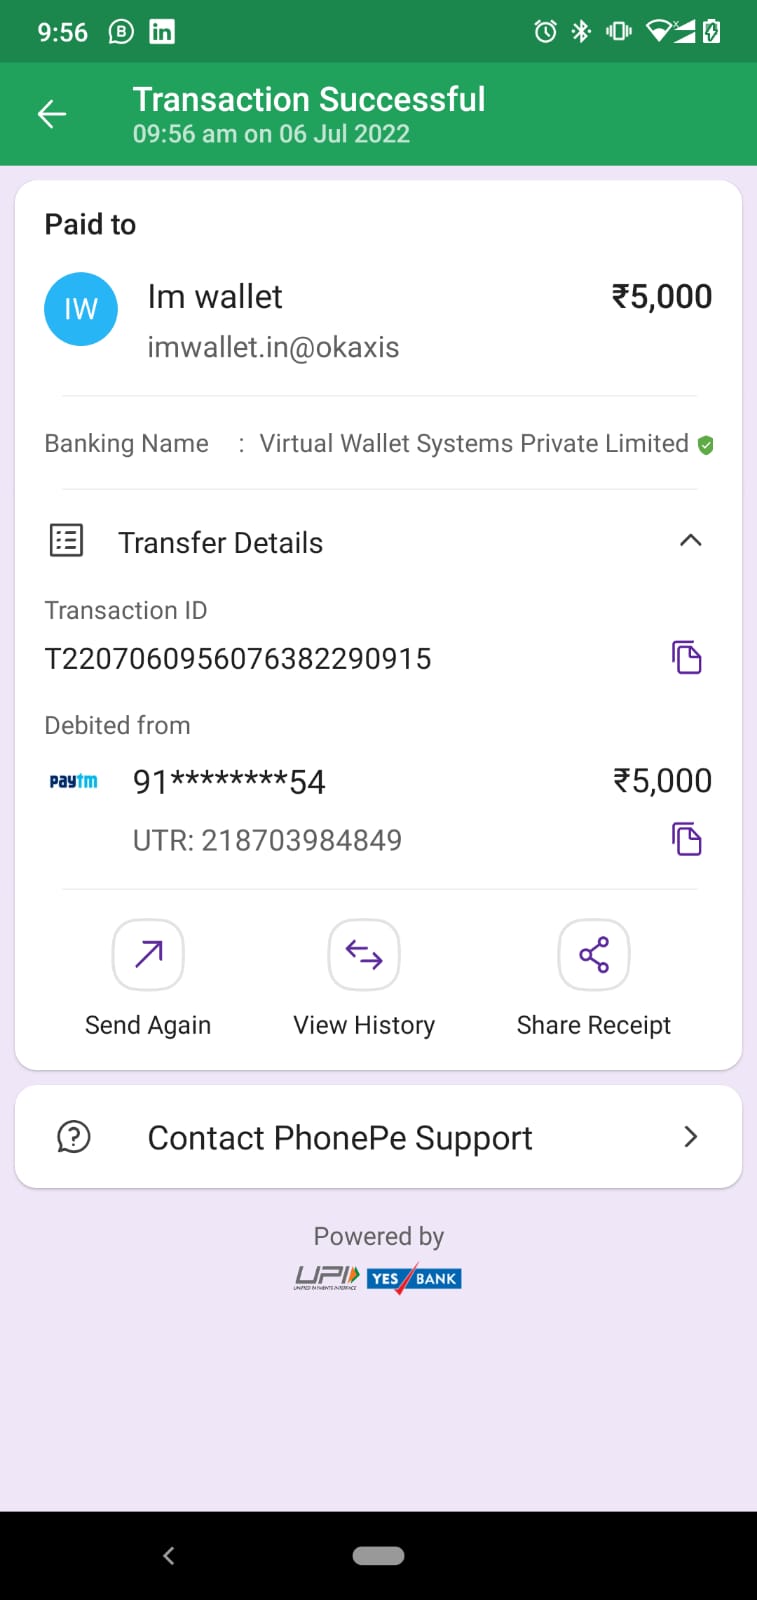 9:56
Transaction Successful
09:56 am on 06 Jul 2022
Paid to
IW
Im wallet
₹5,000
imwallet.in@okaxis
Banking Name : Virtual Wallet Systems Private Limited
Transfer Details
Transaction ID
T2207060956076382290915
Debited from
paytm
91********54
₹5,000
UTR: 218703984849
Send Again
View History
Share Receipt
Contact PhonePe Support
Powered by
UPI
UNIFIED PAYMENTS INTERFACE
YES BANK